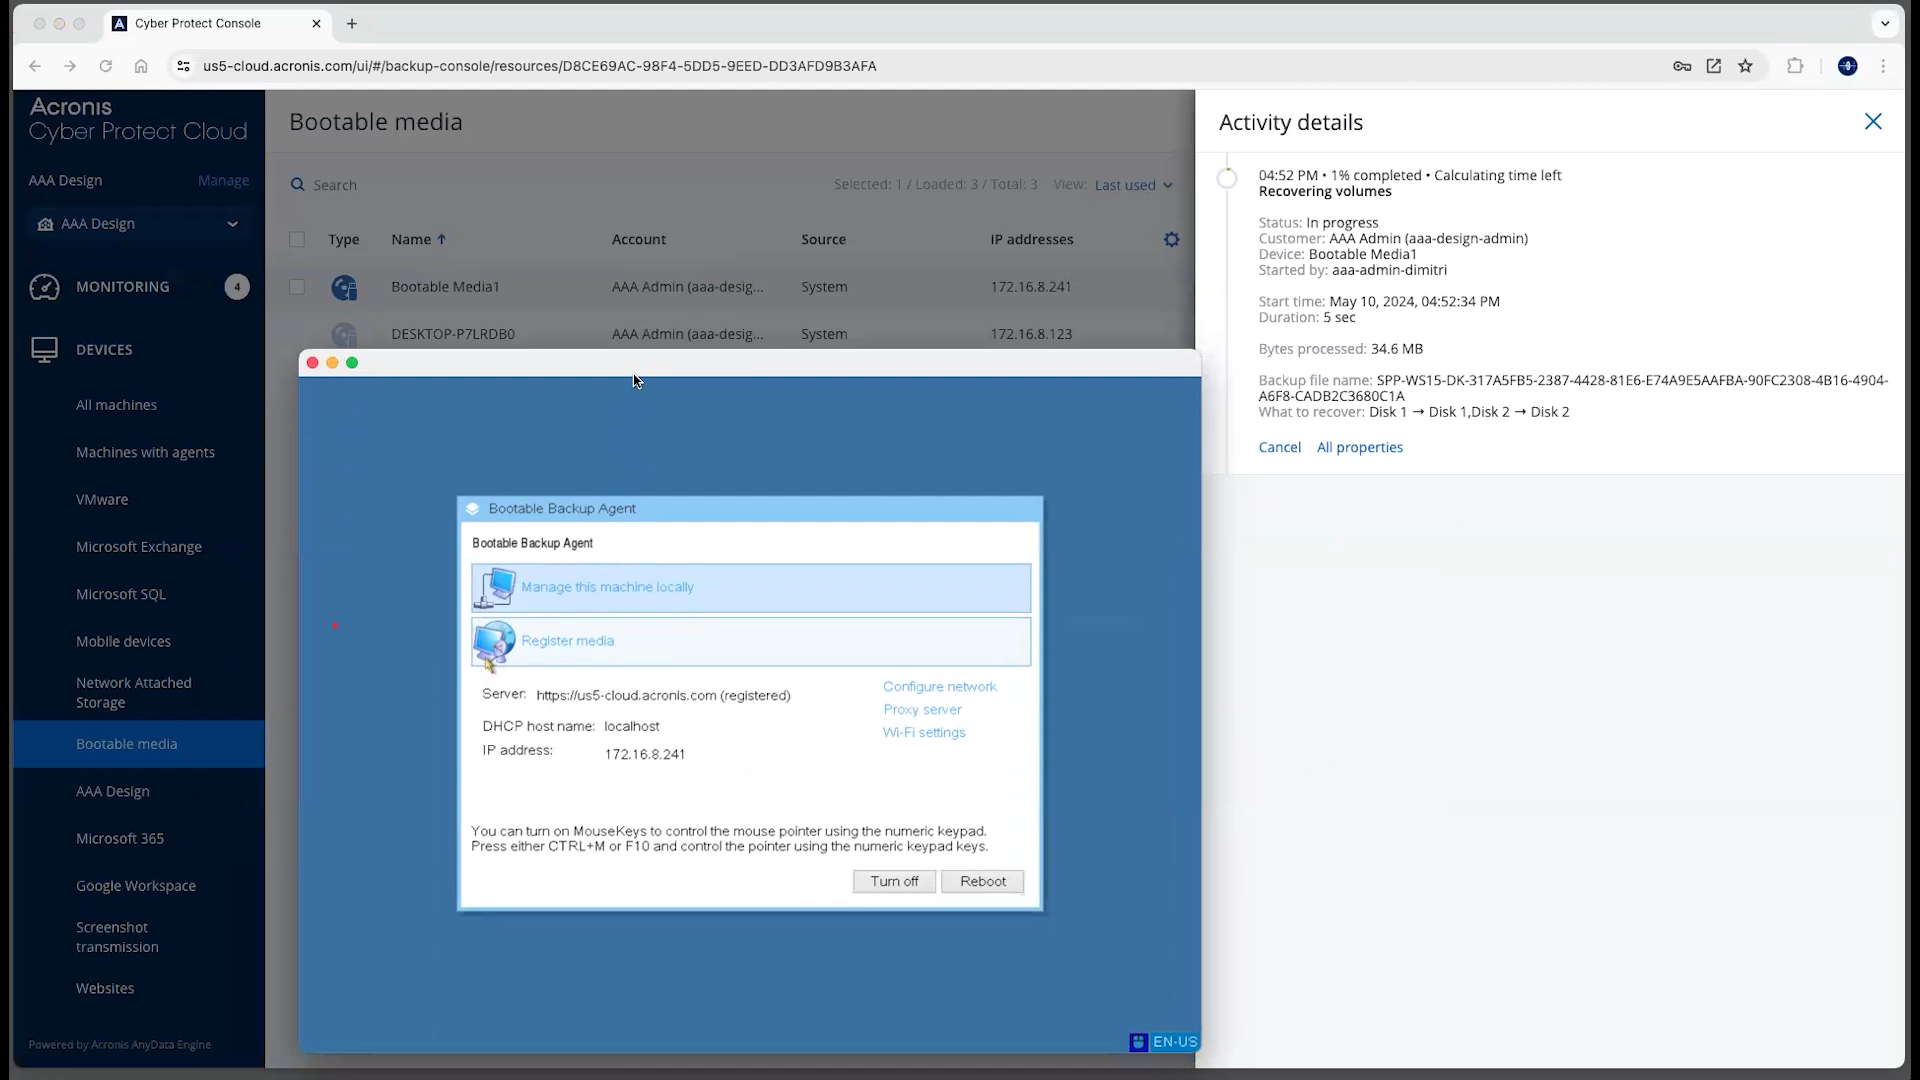 Cyber Protect Console
us5-cloud.acronis.com/ui/#/backup-console/resources/D8CE69AC-98F4-5DD5-9EED-DD3AFD9B3AFA
Acronis
Cyber Protect Cloud
AAA Design
Manage
AAA Design
MONITORING
4
DEVICES
All machines
Machines with agents
VMware
Microsoft Exchange
Microsoft SQL
Mobile devices
Network Attached
Storage
Bootable media
AAA Design
Microsoft 365
Google Workspace
Screenshot
transmission
Websites
Powered by Acronis AnyData Engine
Bootable media
Search
Selected: 1 / Loaded: 3 / Total: 3 View: Last used
Type Name Account Source IP addresses
Bootable Media1 AAA Admin (aaa-desig... System 172.16.8.241
DESKTOP-P7LRDB0 AAA Admin (aaa-desig... System 172.16.8.123
Bootable Backup Agent
Bootable Backup Agent
Manage this machine locally
Register media
Server: https://us5-cloud.acronis.com (registered)
DHCP host name: localhost
IP address: 172.16.8.241
Configure network
Proxy server
Wi-Fi settings
You can turn on MouseKeys to control the mouse pointer using the numeric keypad.
Press either CTRL+M or F10 and control the pointer using the numeric keypad keys.
Turn off
Reboot
EN-US
Activity details
04:52 PM • 1% completed • Calculating time left
Recovering volumes
Status: In progress
Customer: AAA Admin (aaa-design-admin)
Device: Bootable Media1
Started by: aaa-admin-dimitri
Start time: May 10, 2024, 04:52:34 PM
Duration: 5 sec
Bytes processed: 34.6 MB
Backup file name: SPP-WS15-DK-317A5FB5-2387-4428-81E6-E74A9E5AAFBA-90FC2308-4B16-4904-
A6F8-CADB2C3680C1A
What to recover: Disk 1 → Disk 1,Disk 2 → Disk 2
Cancel
All properties